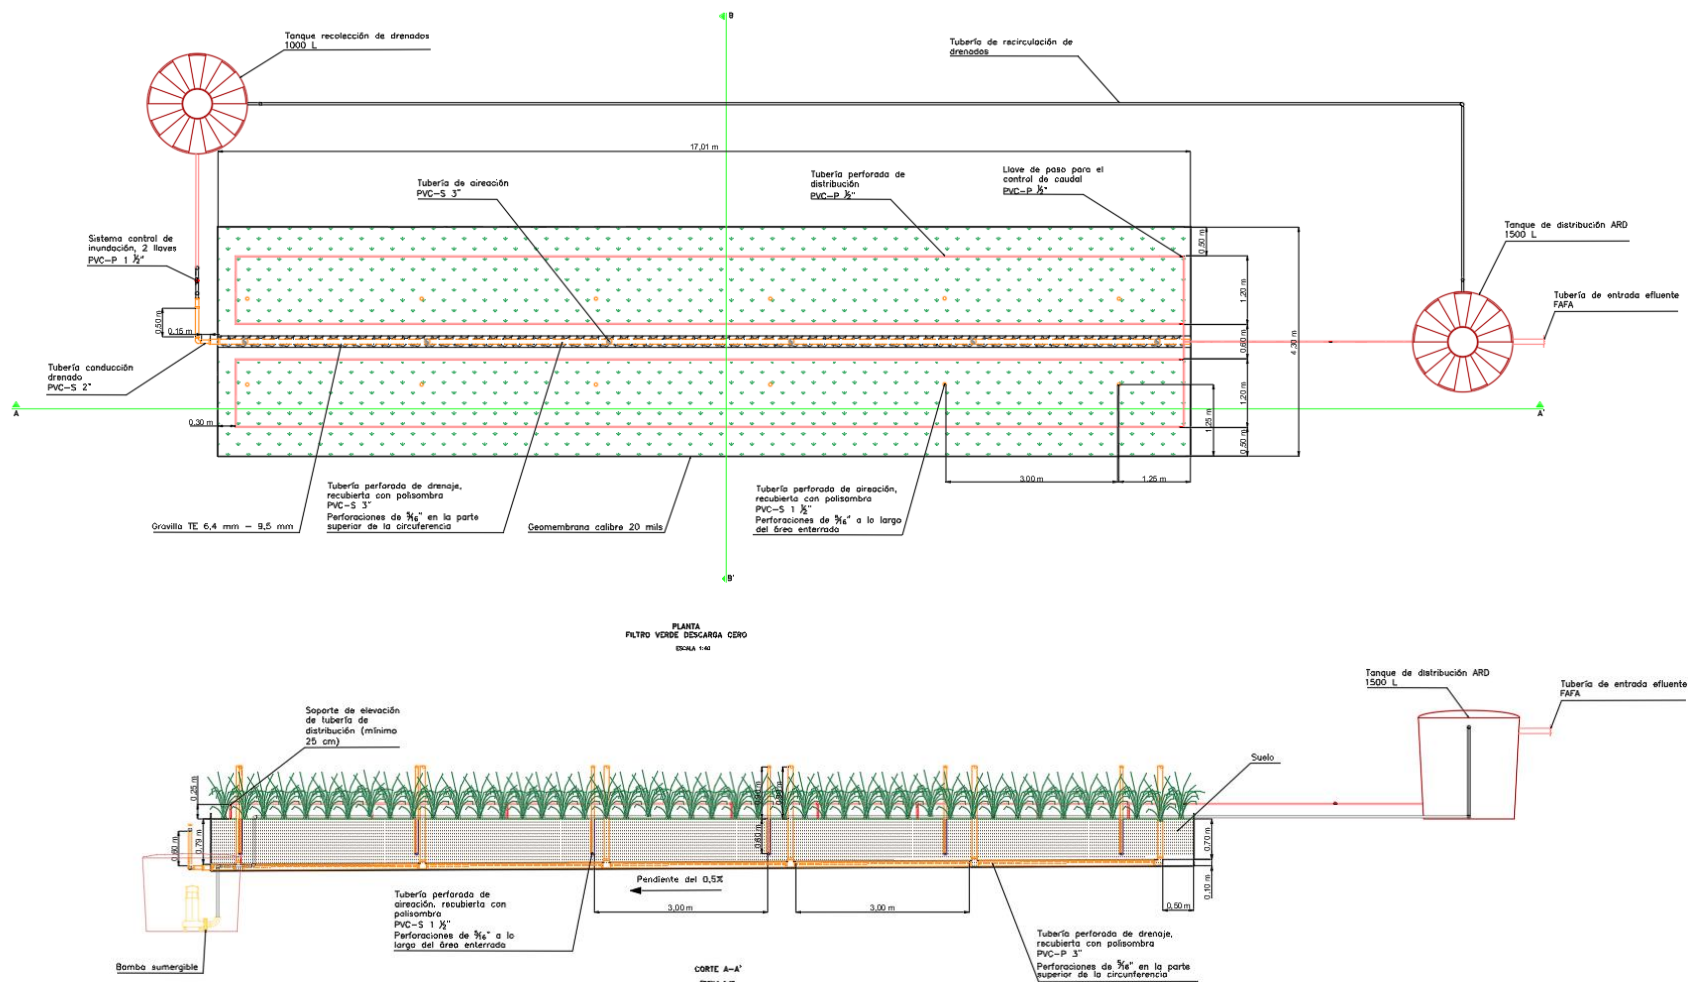 B
Tanque recolección de drenados
1000 L
Tubería de recirculación de
drenados
17,01 m
Tubería de aireación
PVC-S 3"
Tubería perforada de
distribución
PVC-P ½"
Llave de paso para el
control de caudal
PVC-P ½"
Sistema control de
inundación, 2 llaves
PVC-P 1 ½"
Tanque de distribución ARD
1500 L
Tubería de entrada efluente
FAFA
0,50 m
1,20 m
0,60 m
4,30 m
1,20 m
0,50 m
1,25 m
0,50 m
0,15 m
Tubería conducción
drenado
PVC-S 2"
A
A'
0,30 m
3,00 m
1,25 m
Gravilla TE 6,4 mm - 9,5 mm
Tubería perforada de drenaje,
recubierta con polisombra
PVC-S 3"
Perforaciones de 5/16" en la parte
superior de la circuferencia
Geomembrana calibre 20 mils
Tubería perforada de aireación,
recubierta con polisombra
PVC-S 1 ½"
Perforaciones de 5/16" a lo largo
del área enterrada
B'
PLANTA
FILTRO VERDE DESCARGA CERO
ESCALA 1:40
Soporte de elevación
de tubería de
distribución (mínimo
25 cm)
Tanque de distribución ARD
1500 L
Tubería de entrada efluente
FAFA
Suelo
0,25 m
0,60 m
0,79 m
0,60 m
0,70 m
0,10 m
0,50 m
Pendiente del 0,5%
3,00 m
3,00 m
Tubería perforada de
aireación, recubierta con
polisombra
PVC-S 1 ½"
Perforaciones de 5/16" a lo
largo del área enterrada
Tubería perforada de drenaje,
recubierta con polisombra
PVC-P 3"
Perforaciones de 5/16" en la parte
superior de la circunferencia
Bomba sumergible
CORTE A-A'